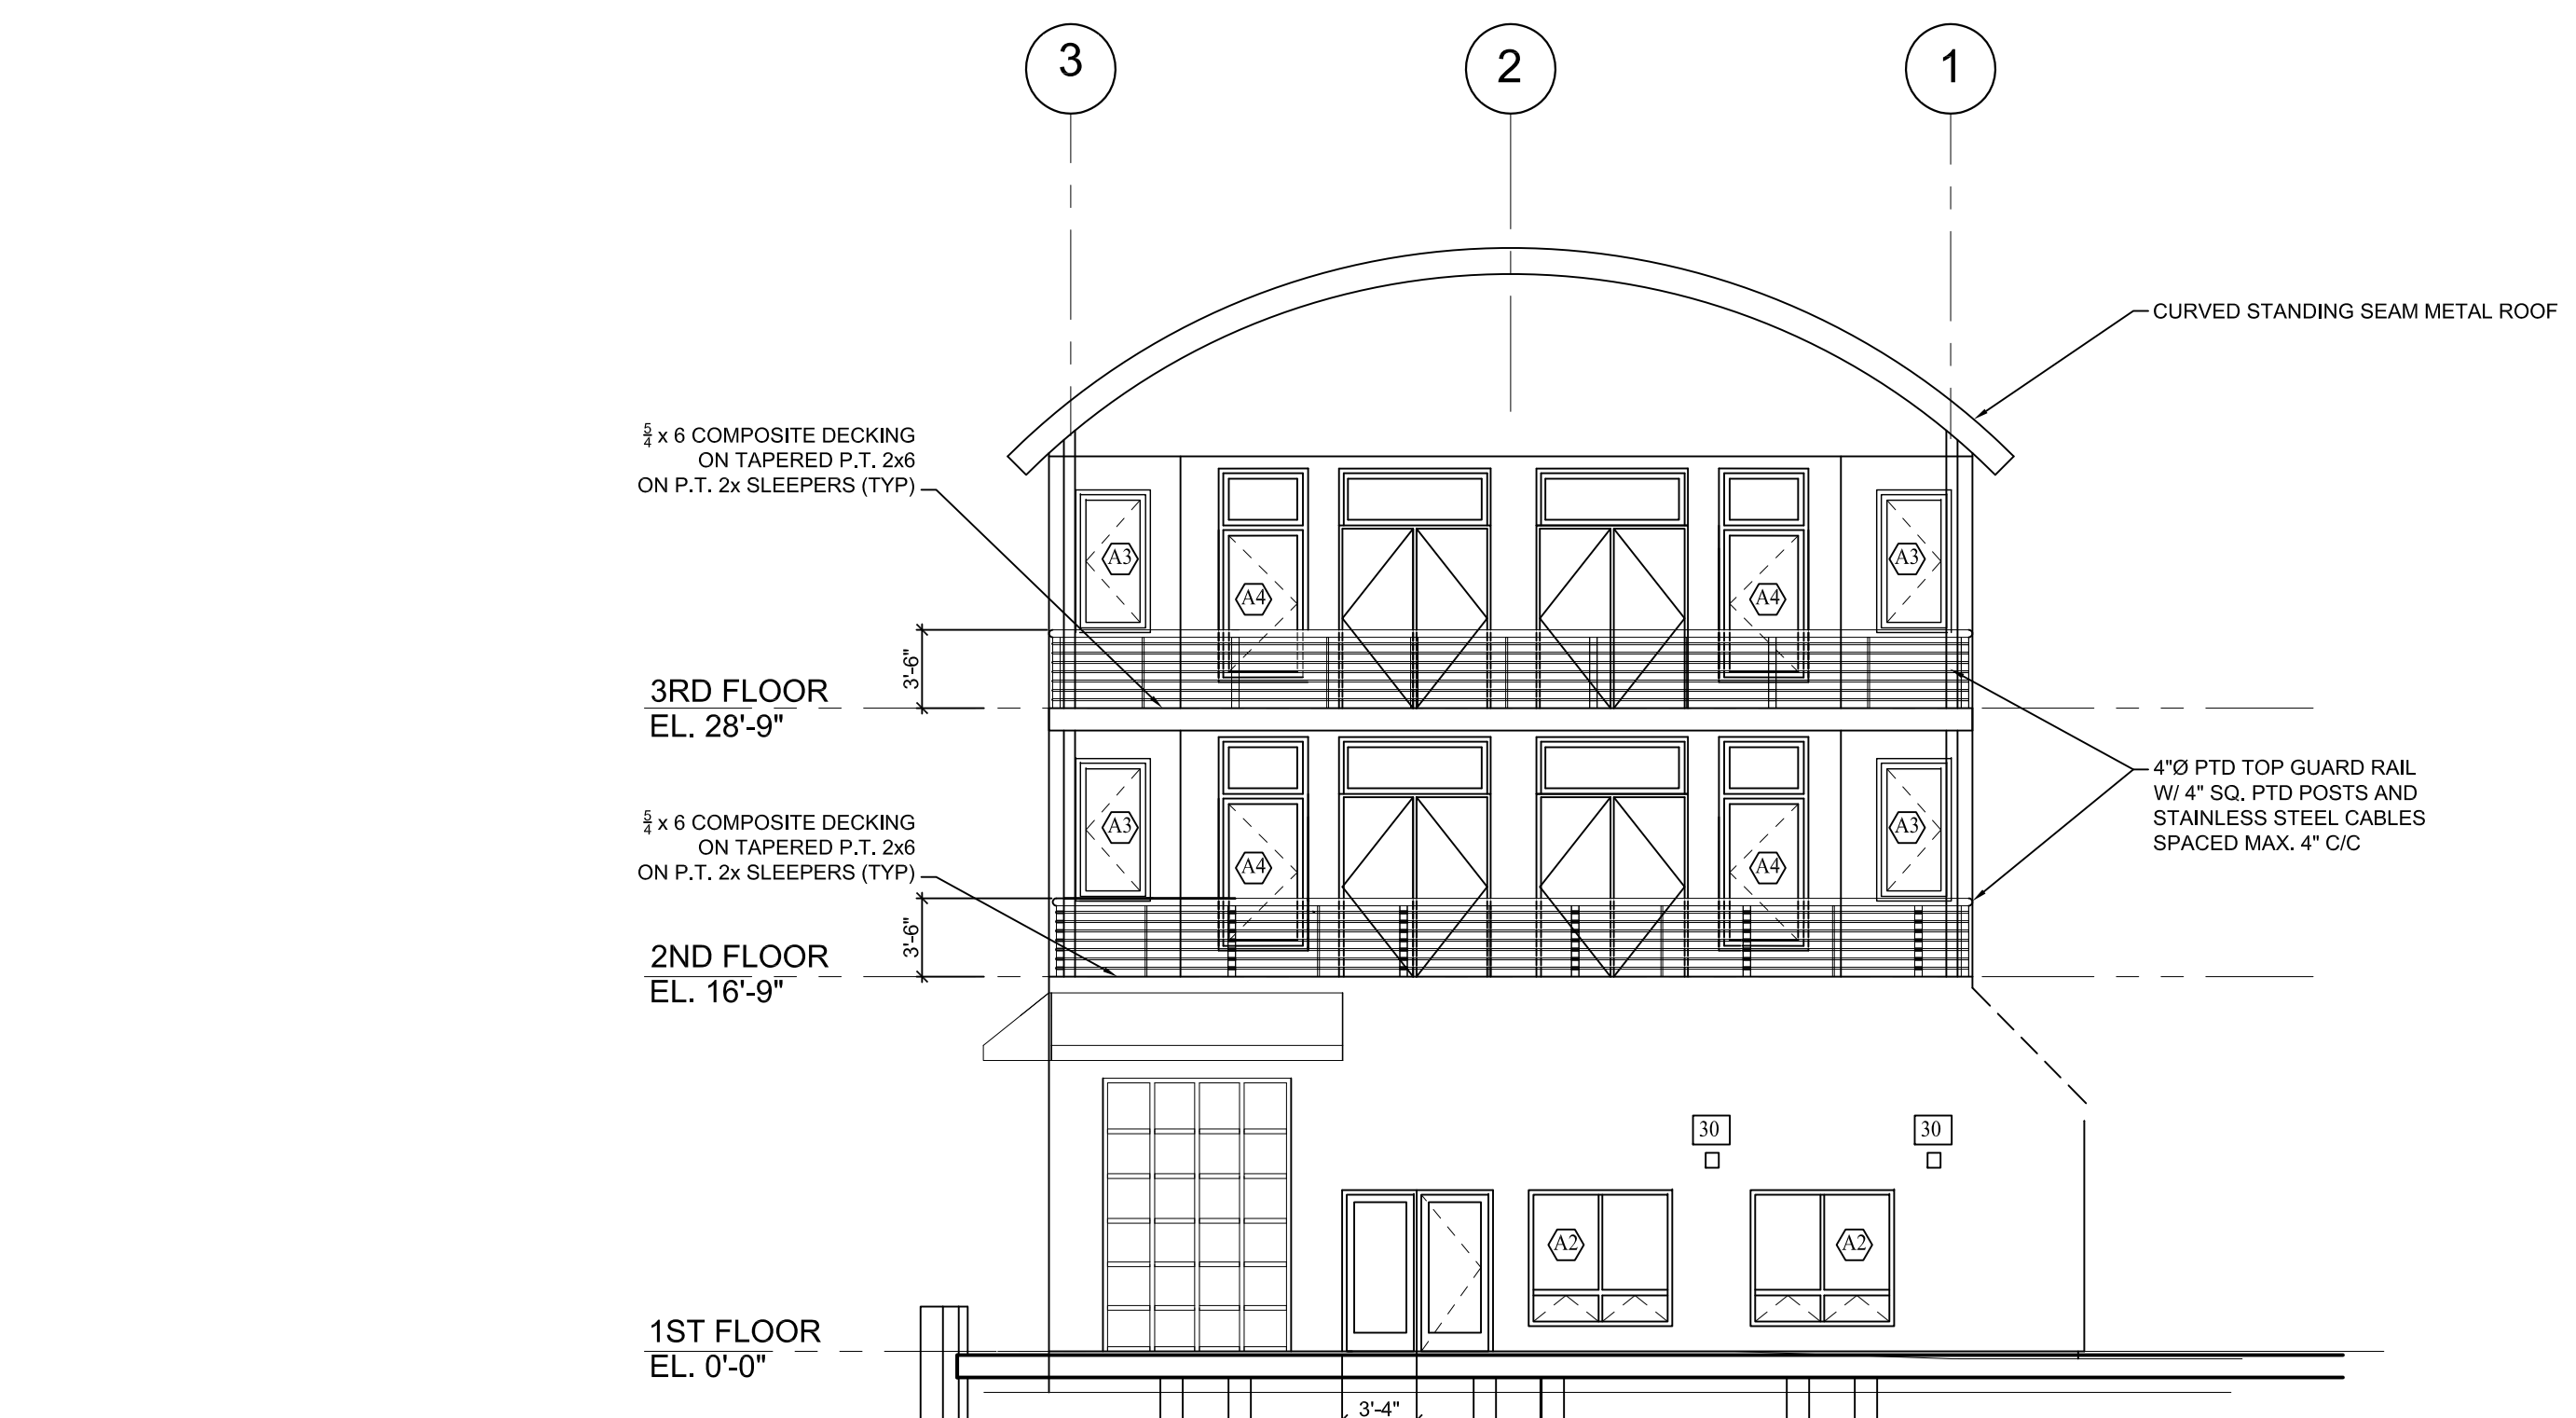 3
2
1
CURVED STANDING SEAM METAL ROOF
5/4 x 6 COMPOSITE DECKING
ON TAPERED P.T. 2x6
ON P.T. 2x SLEEPERS (TYP)
A3
A3
A4
A4
3'-6"
3RD FLOOR
EL. 28'-9"
4"Ø PTD TOP GUARD RAIL
W/ 4" SQ. PTD POSTS AND
STAINLESS STEEL CABLES
SPACED MAX. 4" C/C
5/4 x 6 COMPOSITE DECKING
ON TAPERED P.T. 2x6
ON P.T. 2x SLEEPERS (TYP)
A3
A3
A4
A4
3'-6"
2ND FLOOR
EL. 16'-9"
30
30
A2
A2
1ST FLOOR
EL. 0'-0"
3'-4"